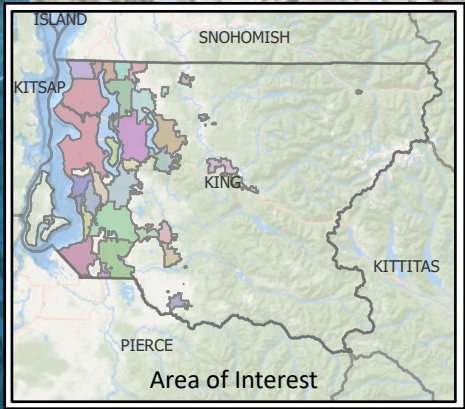 ISLAND
SNOHOMISH
KITSAP
KING
KITTITAS
PIERCE
Area of Interest